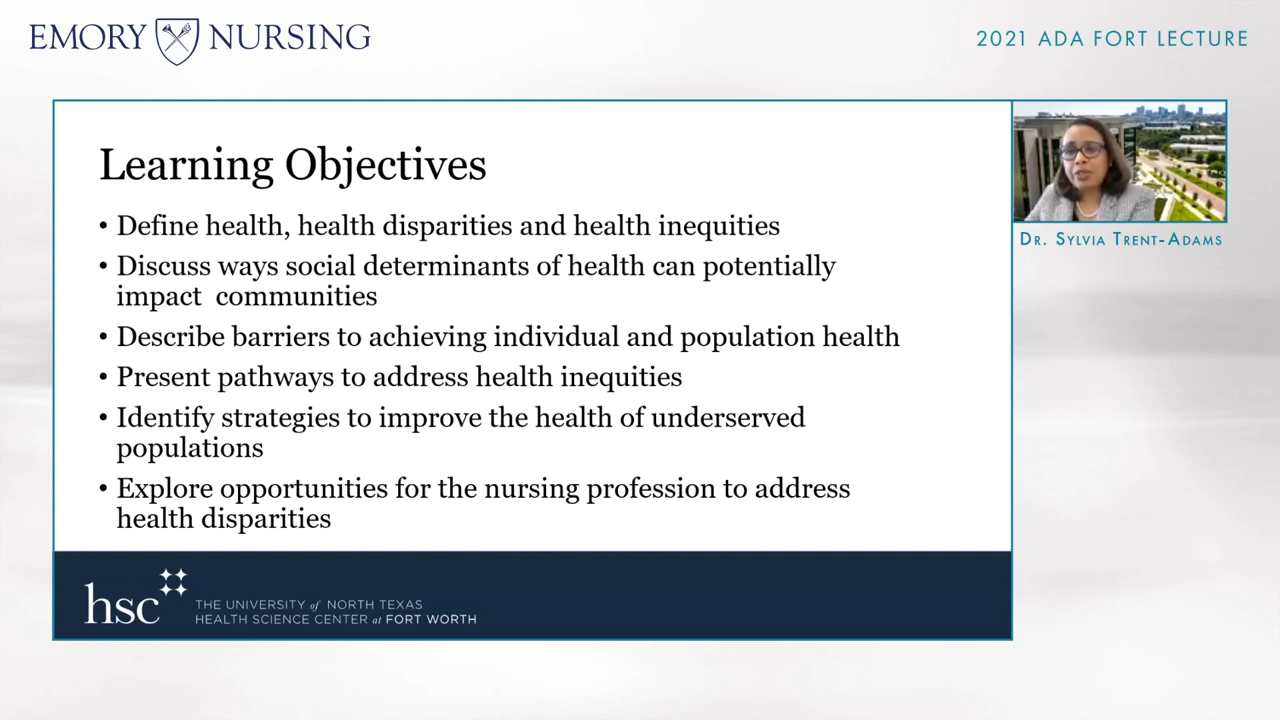 EMORY NURSING
2021 ADA FORT LECTURE
Learning Objectives
• Define health, health disparities and health inequities
• Discuss ways social determinants of health can potentially
impact  communities
• Describe barriers to achieving individual and population health
• Present pathways to address health inequities
• Identify strategies to improve the health of underserved
populations
• Explore opportunities for the nursing profession to address
health disparities
DR. SYLVIA TRENT-ADAMS
hsc
THE UNIVERSITY of NORTH TEXAS
HEALTH SCIENCE CENTER at FORT WORTH